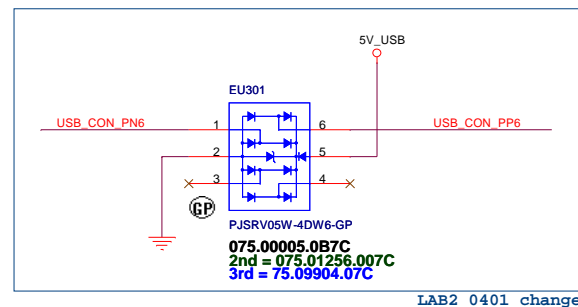 5V_USB
EU301
USB_CON_PN6
1
6
USB_CON_PP6
2
5
3
4
GP
PJSRV05W-4DW6-GP
075.00005.0B7C
2nd = 075.01256.007C
3rd = 75.09904.07C
LAB2 0401 change